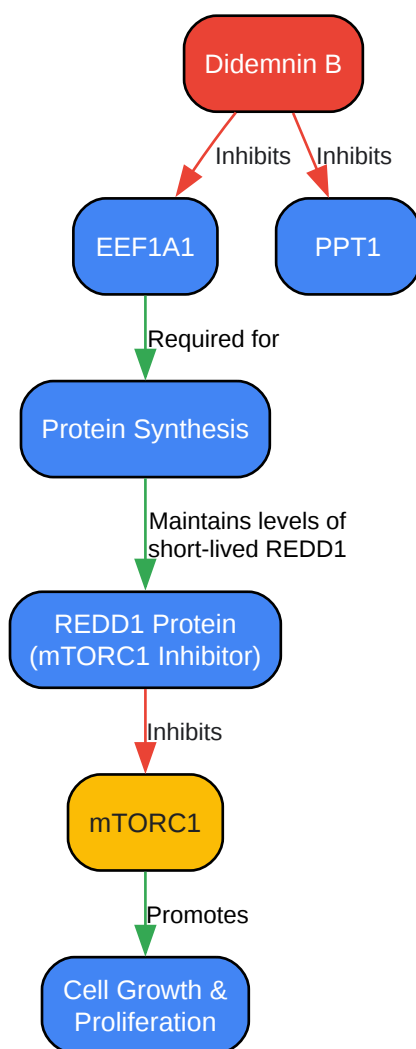 Didemnin B
Inhibits Inhibits
EEF1A1
PPT1
Required for
Protein Synthesis
Maintains levels of
short-lived REDD1
REDD1 Protein
(mTORC1 Inhibitor)
Inhibits
mTORC1
Promotes
Cell Growth &
Proliferation